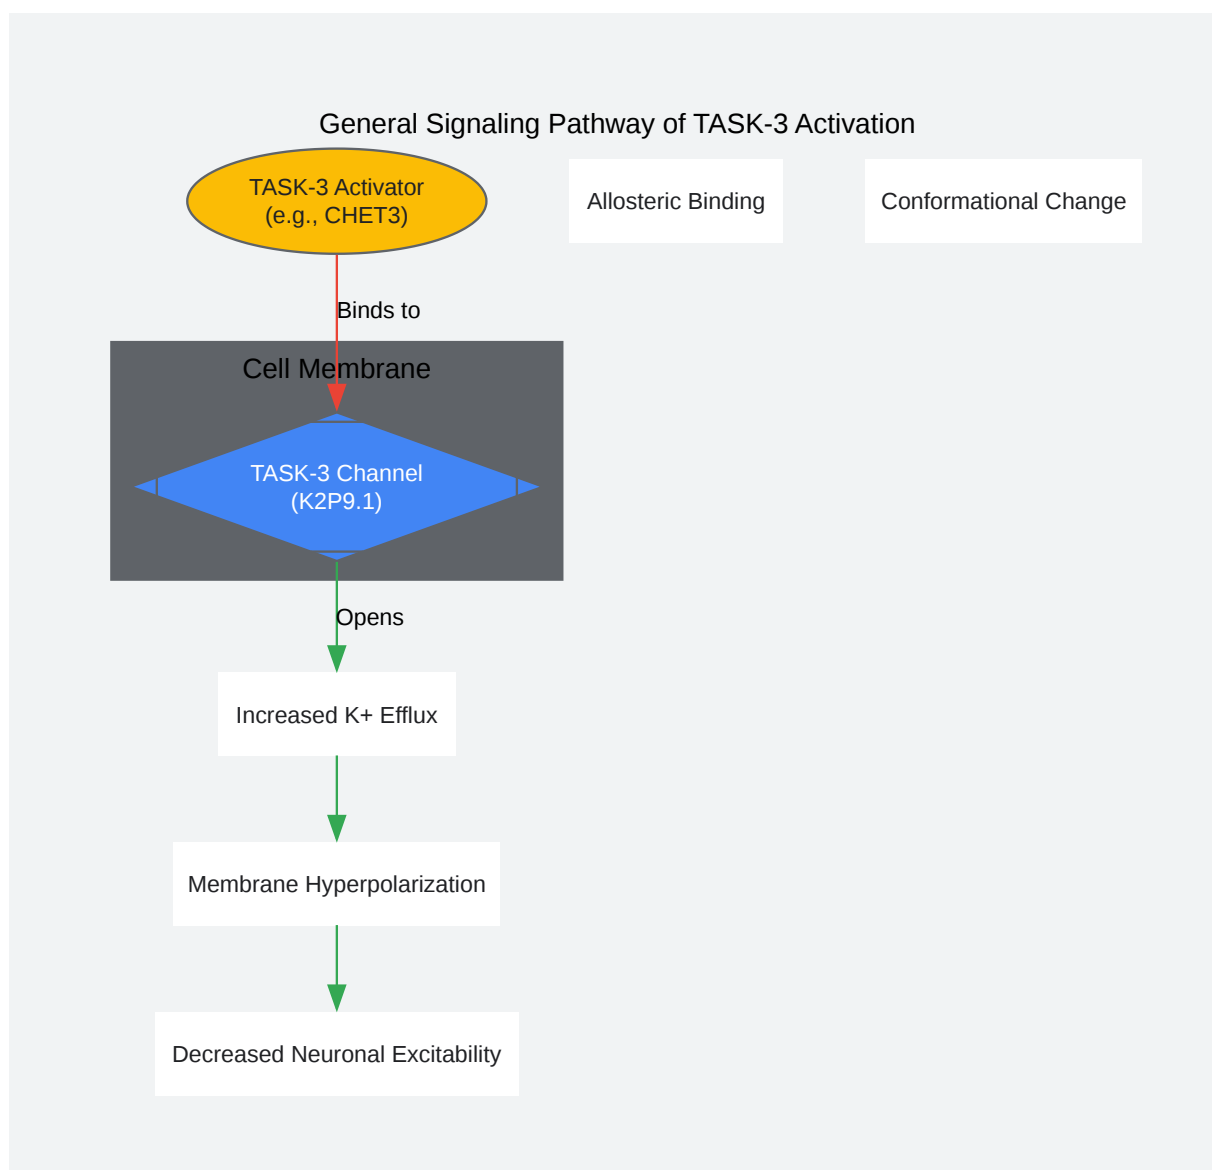 General Signaling Pathway of TASK-3 Activation
TASK-3 Activator
(e.g., CHET3)
Allosteric Binding
Conformational Change
Binds to
Cell Membrane
TASK-3 Channel
(K2P9.1)
Opens
Increased K+ Efflux
Membrane Hyperpolarization
Decreased Neuronal Excitability